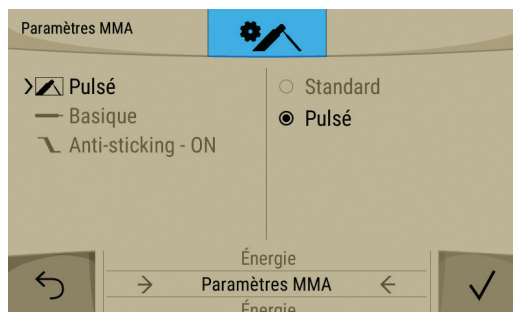 Paramètres MMA
Pulsé
Basique
Anti-sticking - ON
Standard
Pulsé
Énergie
Paramètres MMA
Énergie